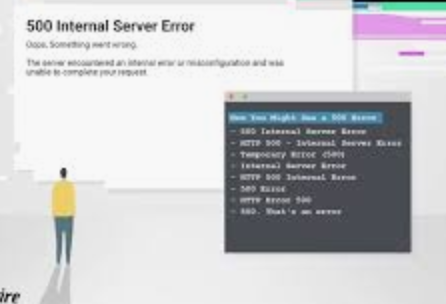 500 Internal Server Error
Oops, Something went wrong.
The server encountered an internal error or misconfiguration and was
unable to complete your request.
How You Might See a 500 Error
- 500 Internal Server Error
- HTTP 500 - Internal Server Error
- Temporary Error (500)
- Internal Server Error
- HTTP 500 Internal Error
- 500 Error
- HTTP Error 500
- 500. That's an error
ire